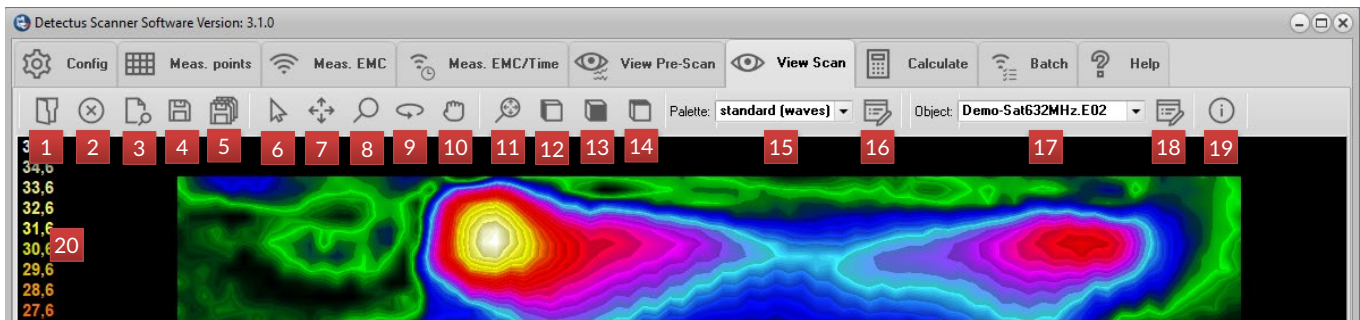 Detectus Scanner Software Version: 3.1.0
Config Meas. points Meas. EMC Meas. EMC/Time View Pre-Scan View Scan Calculate Batch Help
Palette: standard (waves) Object: Demo-Sat632MHz.E02
1 2 3 4 5 6 7 8 9 10 11 12 13 14 15 16 17 18 19
34,6
33,6
32,6
31,6
30,6 20
29,6
28,6
27,6